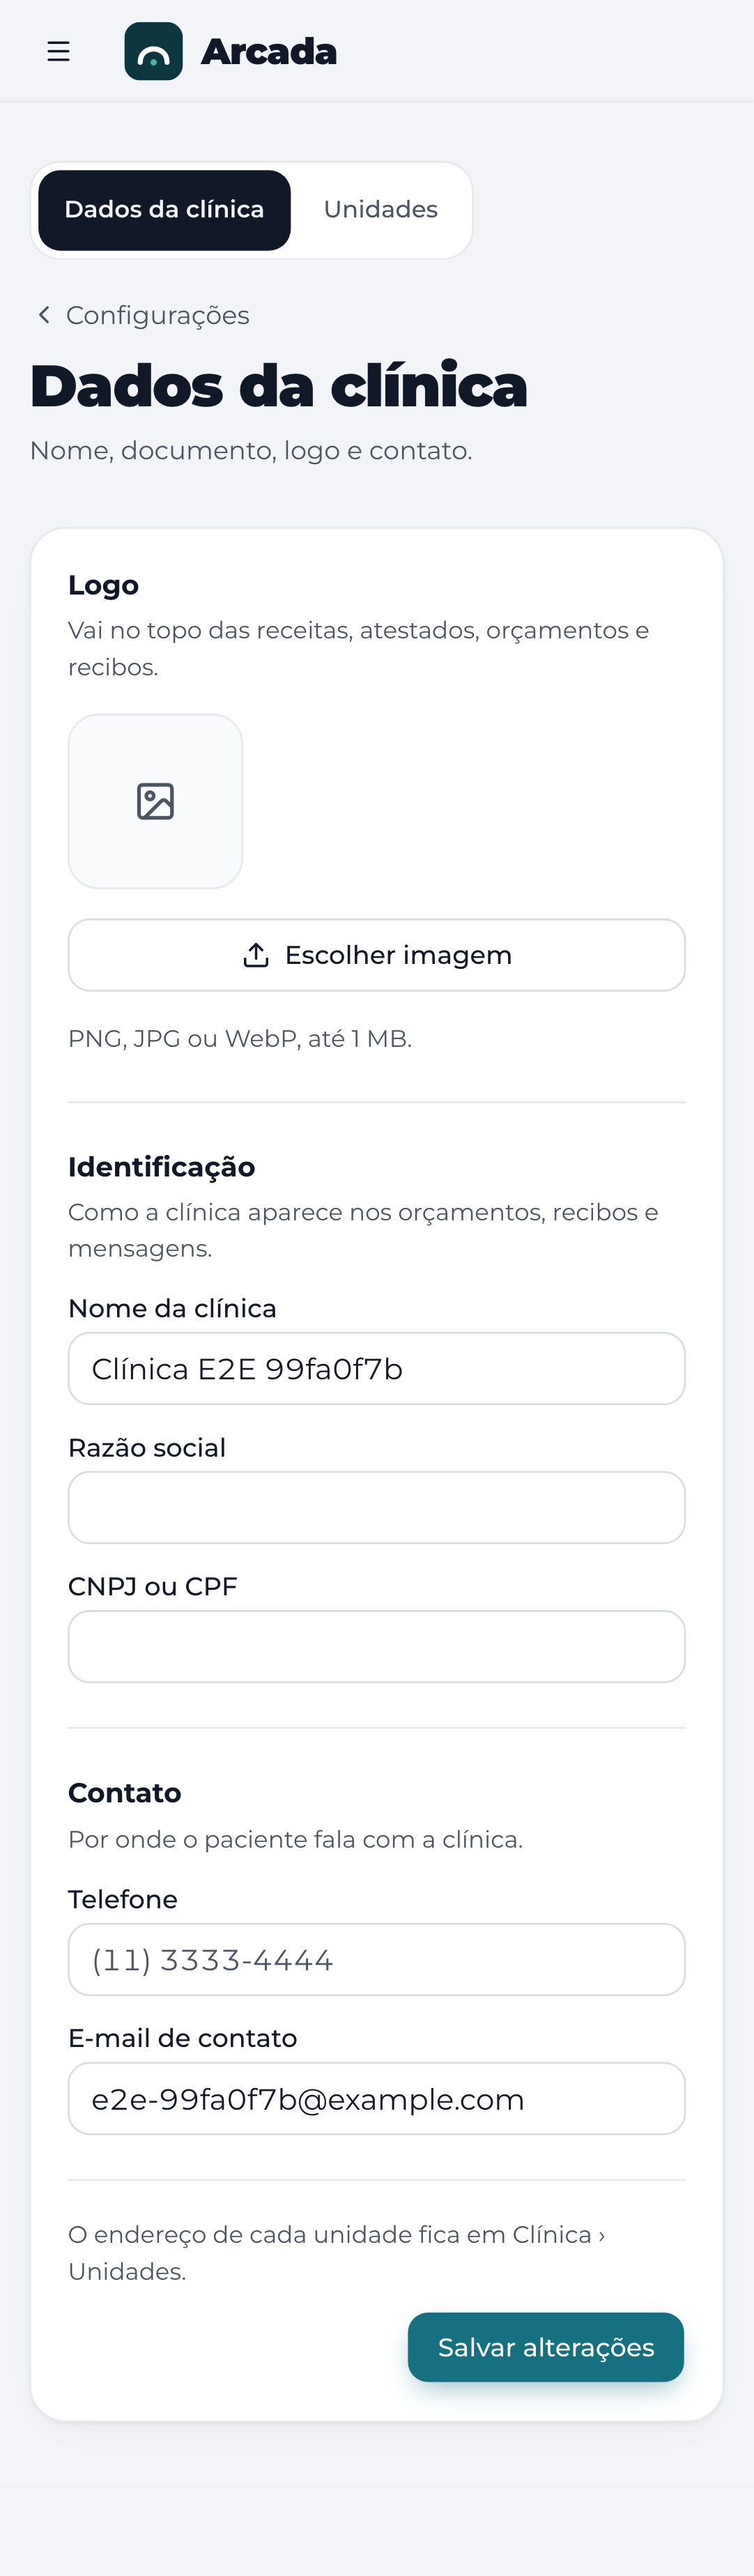 Arcada
Dados da clínica
Unidades
Configurações
Dados da clínica
Nome, documento, logo e contato.
Logo
Vai no topo das receitas, atestados, orçamentos e
recibos.
Escolher imagem
PNG, JPG ou WebP, até 1 MB.
Identificação
Como a clínica aparece nos orçamentos, recibos e
mensagens.
Nome da clínica
Clínica E2E 99fa0f7b
Razão social
CNPJ ou CPF
Contato
Por onde o paciente fala com a clínica.
Telefone
(11) 3333-4444
E-mail de contato
e2e-99fa0f7b@example.com
O endereço de cada unidade fica em Clínica ›
Unidades.
Salvar alterações